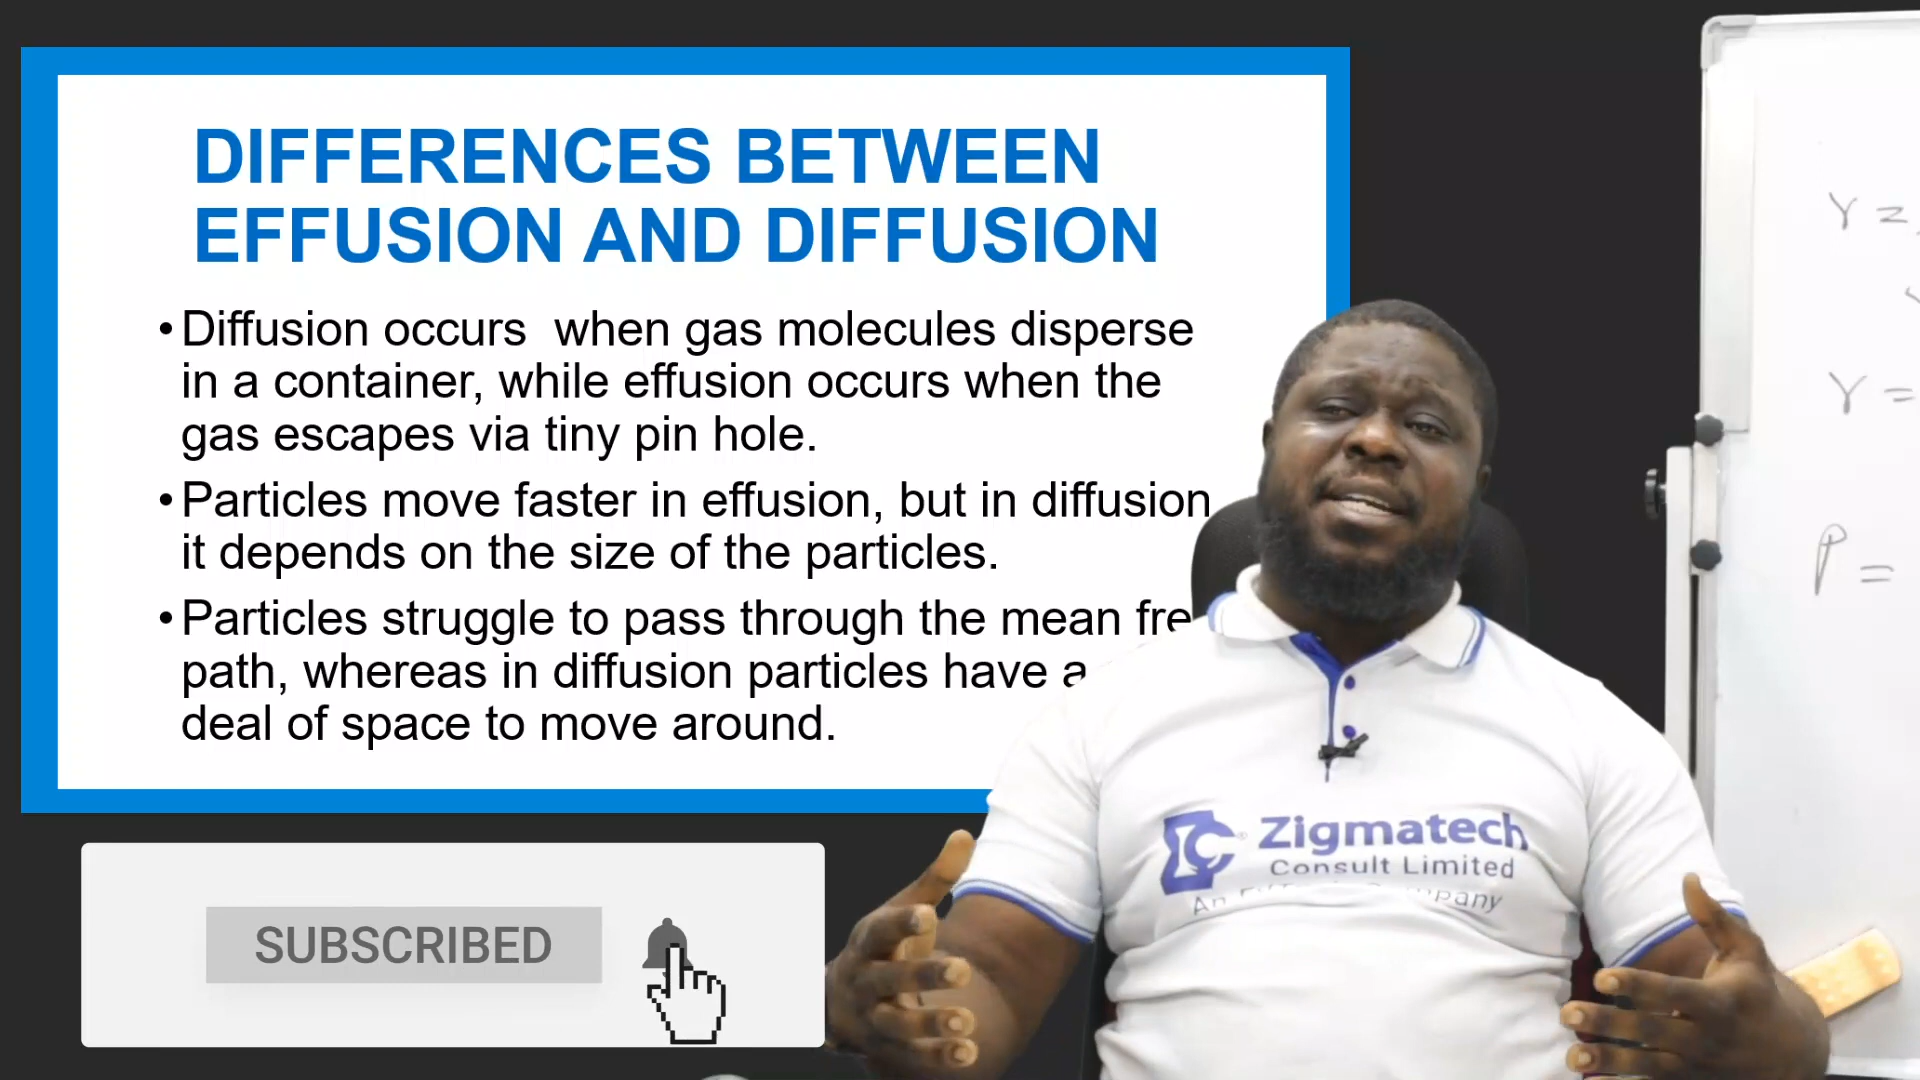 DIFFERENCES BETWEEN
EFFUSION AND DIFFUSION
•Diffusion occurs when gas molecules disperse
in a container, while effusion occurs when the
gas escapes via tiny pin hole.
•Particles move faster in effusion, but in diffusion
it depends on the size of the particles.
•Particles struggle to pass through the mean fre
path, whereas in diffusion particles have a
deal of space to move around.
Y =
Y =
P =
Zigmatech
Consult Limited
An
SUBSCRIBED